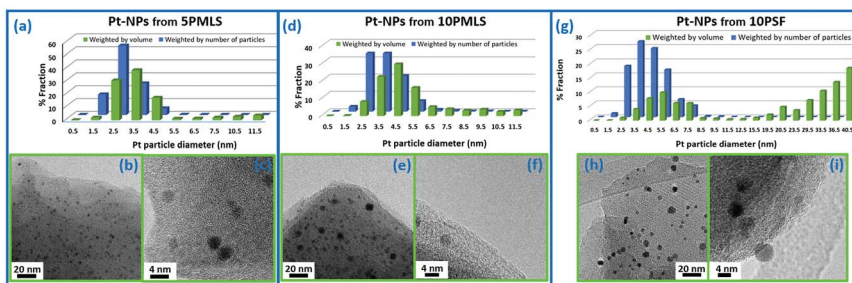 Pt-NPs from 5PMLS
(a)
Weighted by volume
Weighted by number of particles
60
50
40
30
20
10
0
% Fraction
0.5 1.5 2.5 3.5 4.5 5.5 6.5 7.5 10.5 11.5
Pt particle diameter (nm)
(b)
20 nm
(c)
4 nm
Pt-NPs from 10PMLS
(d)
Weighted by volume
Weighted by number of particles
40
30
20
10
0
% Fraction
0.5 1.5 2.5 3.5 4.5 5.5 6.5 7.5 8.5 9.5 10.5 11.5
Pt particle diameter (nm)
(e)
20 nm
(f)
4 nm
Pt-NPs from 10PSF
(g)
Weighted by volume
Weighted by number of particles
30
25
20
15
10
5
0
% Fraction
0.5 1.5 2.5 3.5 4.5 5.5 6.5 7.5 8.5 9.5 11.5 12.5 15.5 19.5 20.5 23.5 29.5 33.5 36.5 40.5
Pt particle diameter (nm)
(h)
20 nm
(i)
4 nm